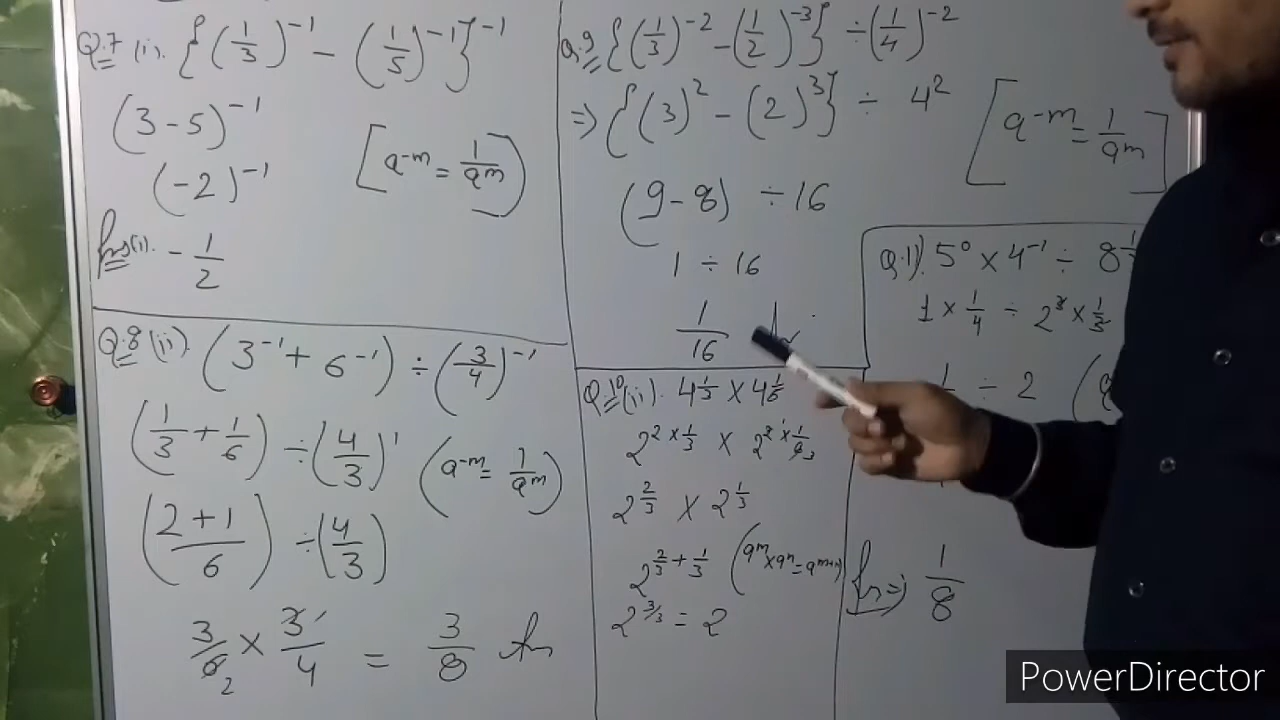 Q.7 (i). {(1/3)^-1 - (1/5)^-1}^-1
(3-5)^-1
(-2)^-1 [a^-m = 1/a^m)
Ans(i). -1/2
Q.8 (ii). (3^-1 + 6^-1) ÷ (3/4)^-1
(1/3 + 1/6) ÷ (4/3)^1 (a^-m = 1/a^m)
(2+1/6) ÷ (4/3)
3/6 2 × 3/4 = 3/8 Ans
Q.9 {(1/3)^-2 - (1/2)^-3} ÷ (1/4)^-2
⇒ {(3)^2 - (2)^3} ÷ 4^2 [a^-m = 1/a^m]
(9-8) ÷ 16
1 ÷ 16
1/16
Q.10 (ii). 4^1/3 × 4^1/6
2^2×1/3 × 2^2×1/6 3
2^2/3 × 2^1/3
2^2/3+1/3 (a^m × a^n = a^m+n)
2^3/3 = 2
Q.11). 5^0 × 4^-1 ÷ 8
1 × 1/4 ÷ 2^3×1/3
÷ 2
Ans ⇒ 1/8
PowerDirector